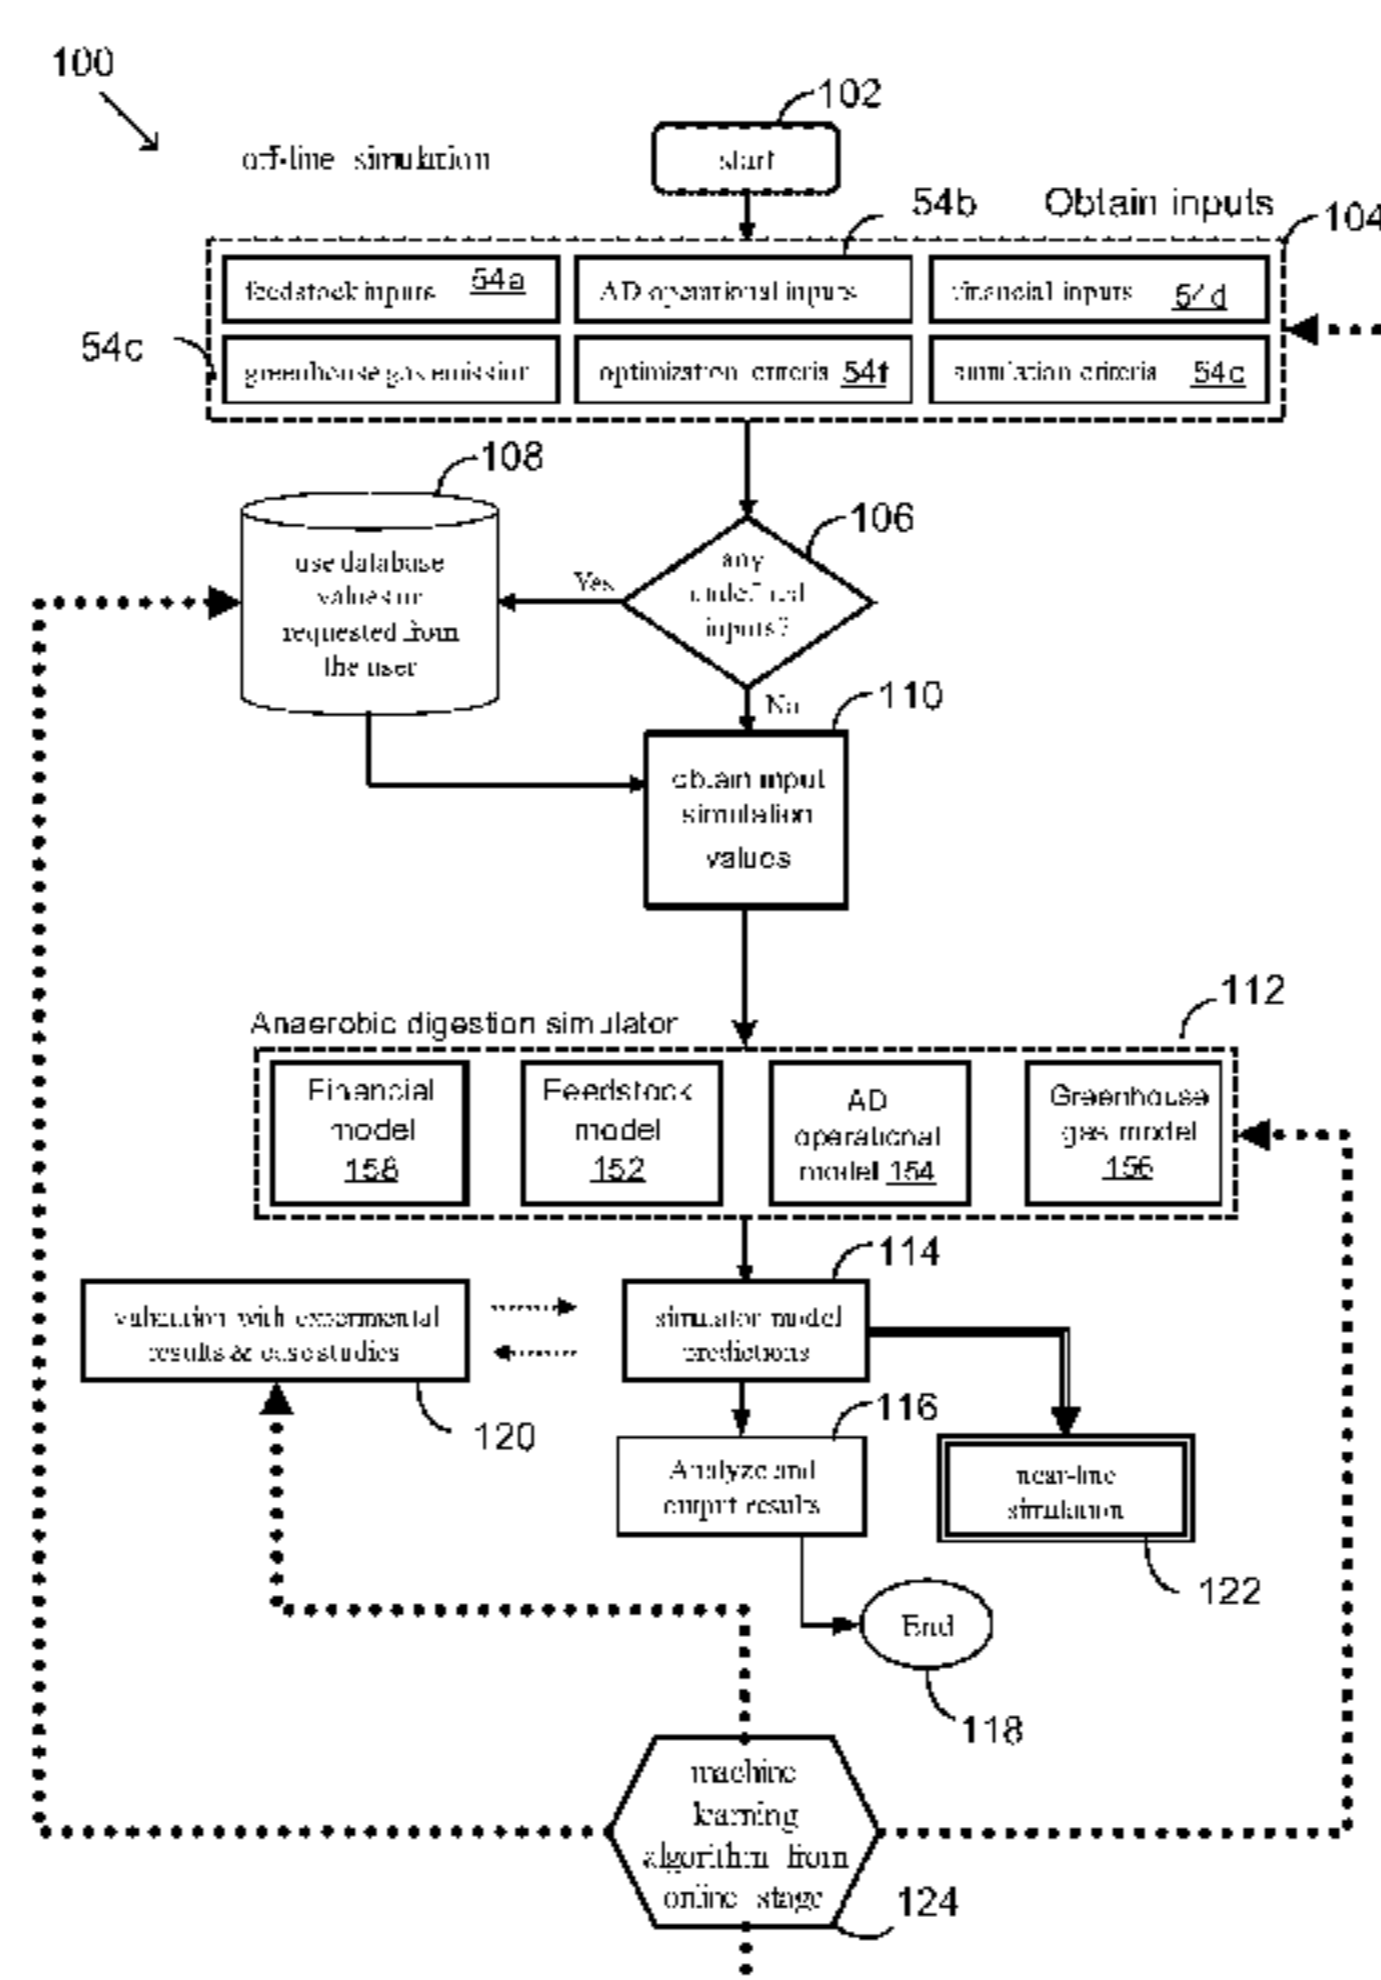 100
102
off-line simulation
start
54b Obtain inputs
104
feedstock inputs 54a
AD operational inputs
financial inputs 54d
54c
greenhouse gas emission
optimization criteria 54f
simulation criteria
108
106
use database
values or
requested from
the user
Yes
any
undefined
inputs?
No
110
obtain input
simulation
values
112
Anaerobic digestion simulator
Financial
model
158
Feedstock
model
152
AD
operational
model 154
Greenhouse
gas model
156
114
validation with experimental
results & case studies
simulator model
predictions
120
116
Analyze and
output results
near-line
simulation
122
End
118
machine
learning
algorithm from
online stage
124